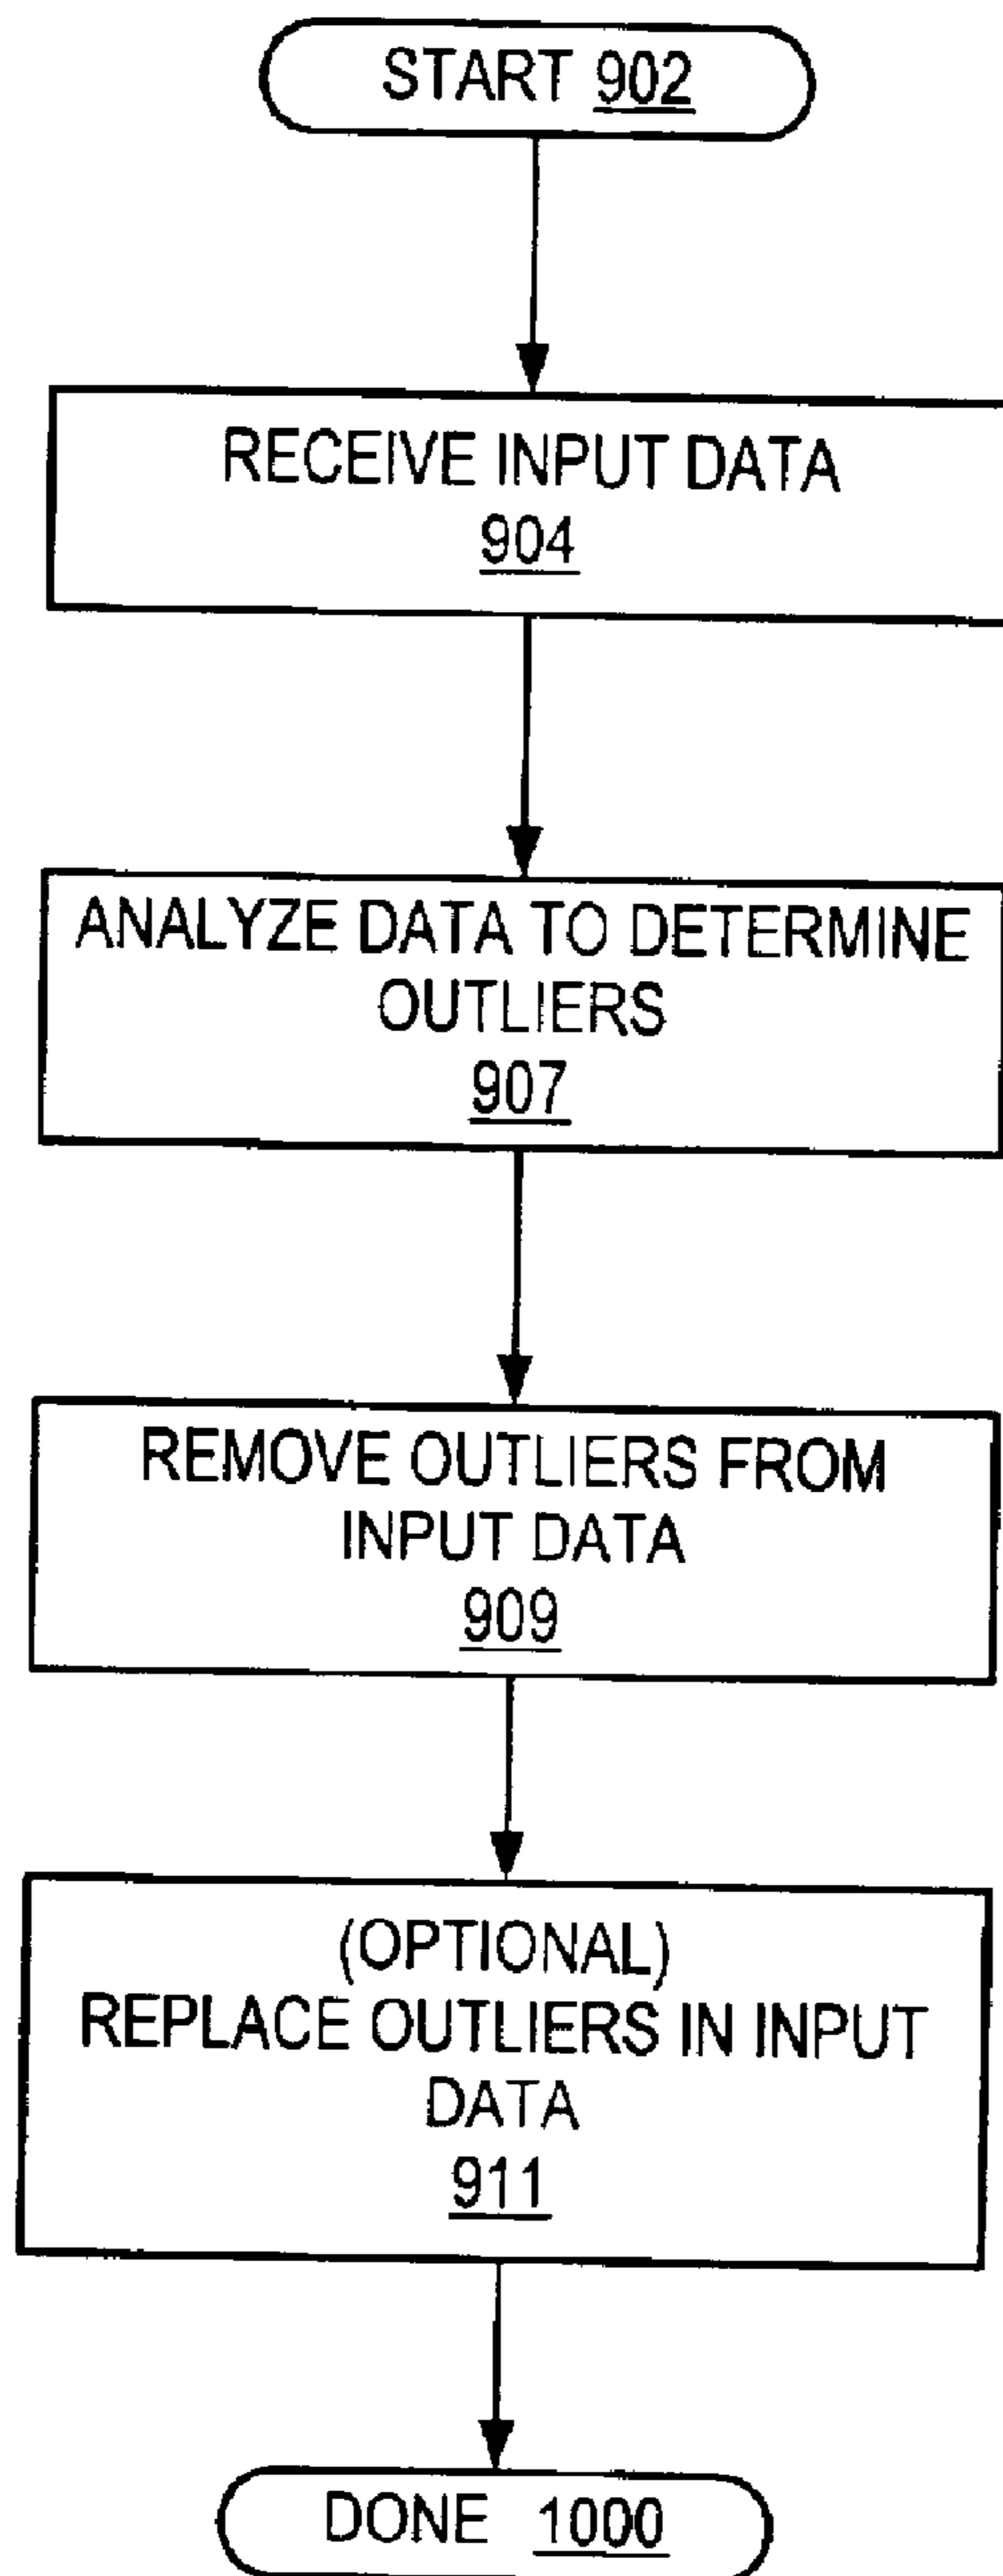 START 902
RECEIVE INPUT DATA
904
ANALYZE DATA TO DETERMINE
OUTLIERS
907
REMOVE OUTLIERS FROM
INPUT DATA
909
(OPTIONAL)
REPLACE OUTLIERS IN INPUT
DATA
911
DONE 1000